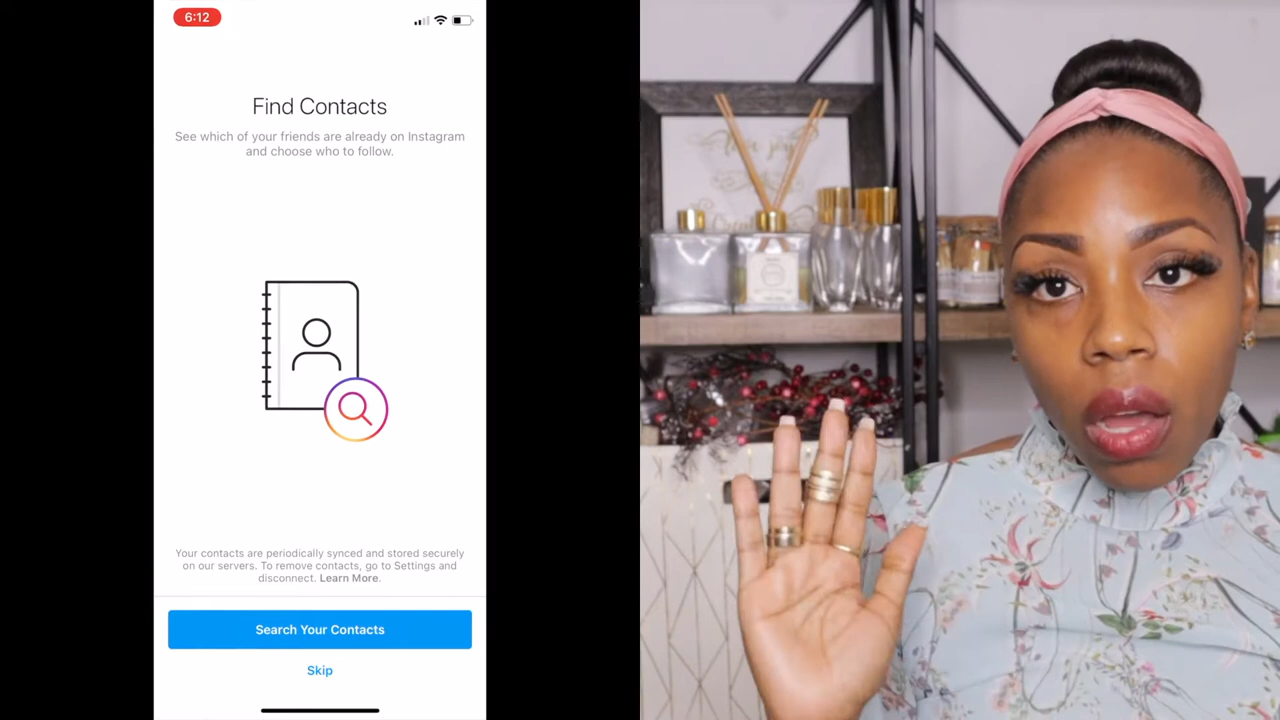 6:12
Find Contacts
See which of your friends are already on Instagram
and choose who to follow.
Your contacts are periodically synced and stored securely
on our servers. To remove contacts, go to Settings and
disconnect. Learn More.
Search Your Contacts
Skip